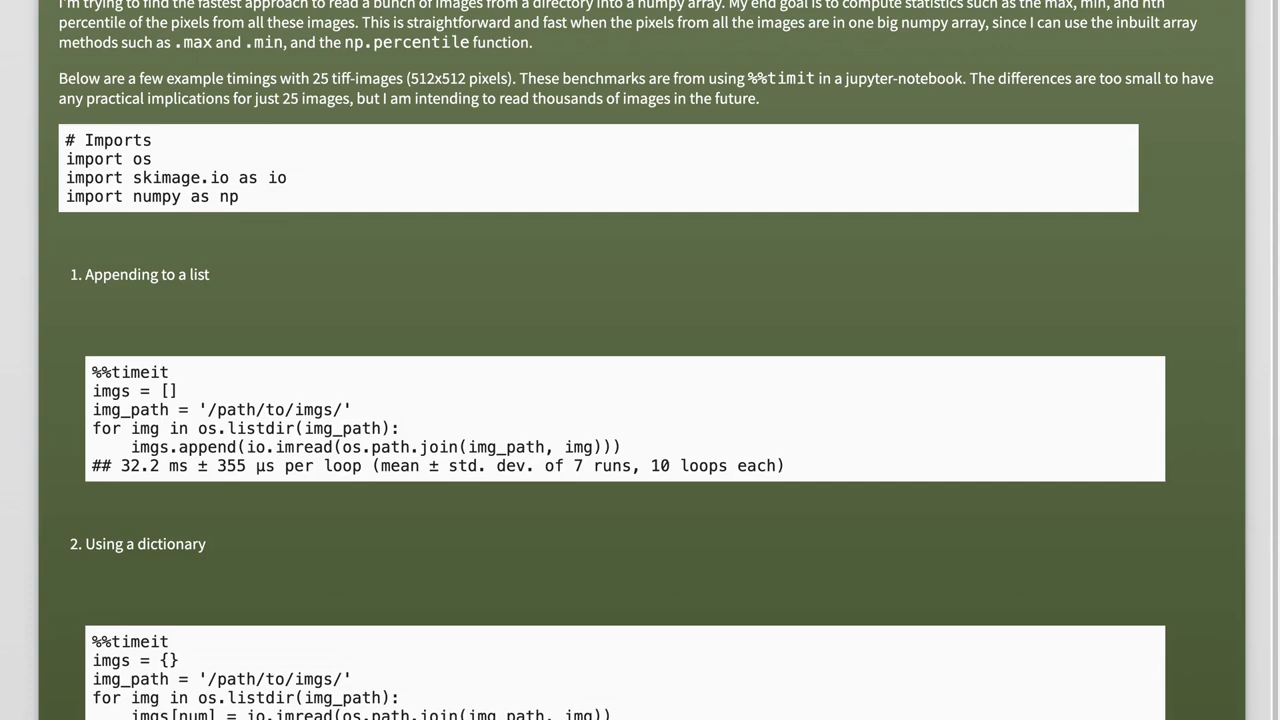 I'm trying to find the fastest approach to read a bunch of images from a directory into a numpy array. My end goal is to compute statistics such as the max, min, and nth
percentile of the pixels from all these images. This is straightforward and fast when the pixels from all the images are in one big numpy array, since I can use the inbuilt array
methods such as .max and .min, and the np.percentile function.
Below are a few example timings with 25 tiff-images (512x512 pixels). These benchmarks are from using %%timit in a jupyter-notebook. The differences are too small to have
any practical implications for just 25 images, but I am intending to read thousands of images in the future.
# Imports
import os
import skimage.io as io
import numpy as np
1. Appending to a list
%%timeit
imgs = []
img_path = '/path/to/imgs/'
for img in os.listdir(img_path):
    imgs.append(io.imread(os.path.join(img_path, img)))
## 32.2 ms ± 355 µs per loop (mean ± std. dev. of 7 runs, 10 loops each)
2. Using a dictionary
%%timeit
imgs = {}
img_path = '/path/to/imgs/'
for img in os.listdir(img_path):
    imgs[num] = io.imread(os.path.join(img_path, img))